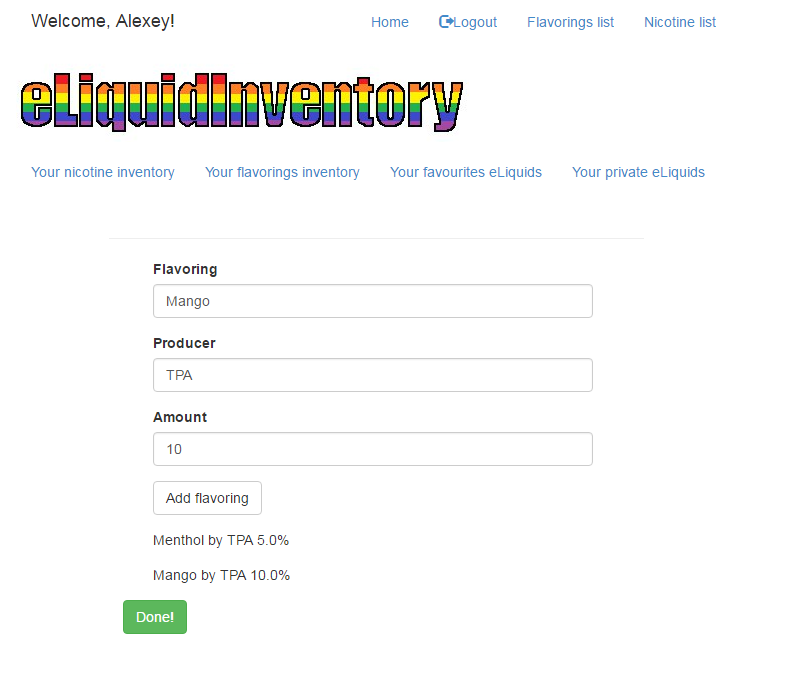 Welcome, Alexey! Home Logout Flavorings list Nicotine list
eLiquidInventory
Your nicotine inventory Your flavorings inventory Your favourites eLiquids Your private eLiquids
Flavoring
Mango
Producer
TPA
Amount
10
Add flavoring
Menthol by TPA 5.0%
Mango by TPA 10.0%
Done!